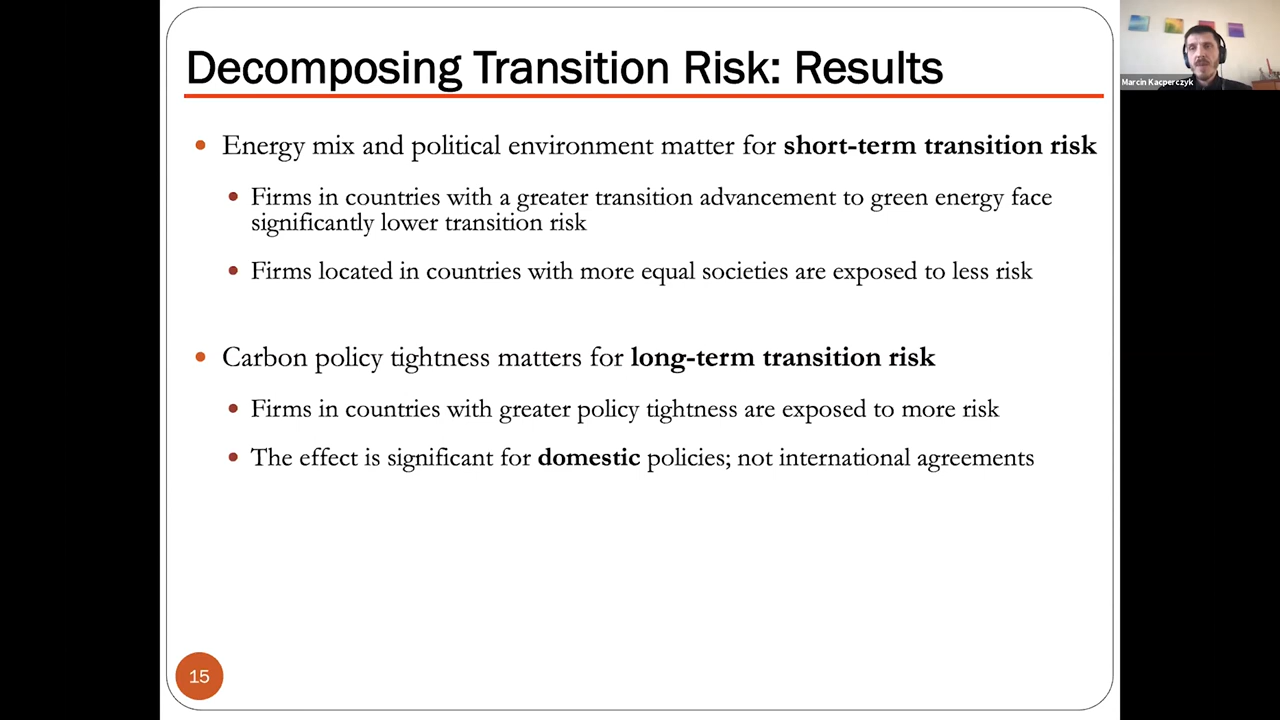 Decomposing Transition Risk: Results
Marcin Kacperczyk
• Energy mix and political environment matter for short-term transition risk
• Firms in countries with a greater transition advancement to green energy face
significantly lower transition risk
• Firms located in countries with more equal societies are exposed to less risk
• Carbon policy tightness matters for long-term transition risk
• Firms in countries with greater policy tightness are exposed to more risk
• The effect is significant for domestic policies; not international agreements
15